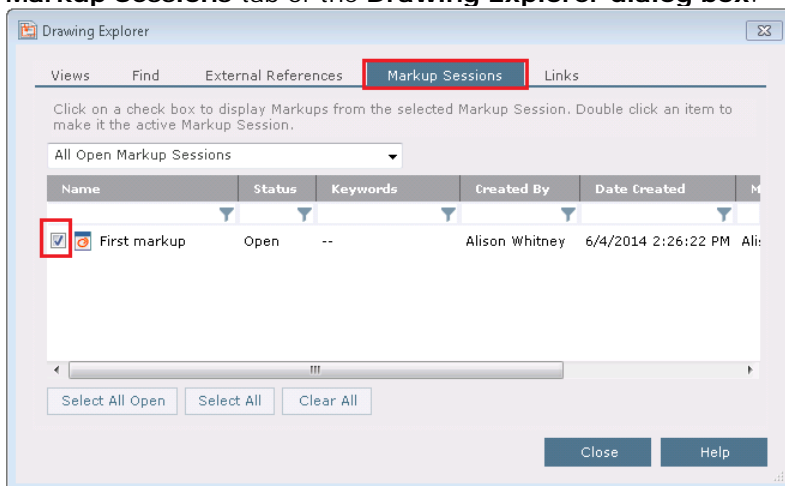 Markup Sessions tab of the Drawing Explorer dialog box.
Drawing Explorer
Views Find External References Markup Sessions Links
Click on a check box to display Markups from the selected Markup Session. Double click an item to
make it the active Markup Session.
All Open Markup Sessions
Name Status Keywords Created By Date Created M
First markup Open -- Alison Whitney 6/4/2014 2:26:22 PM Ali
Select All Open Select All Clear All
Close Help